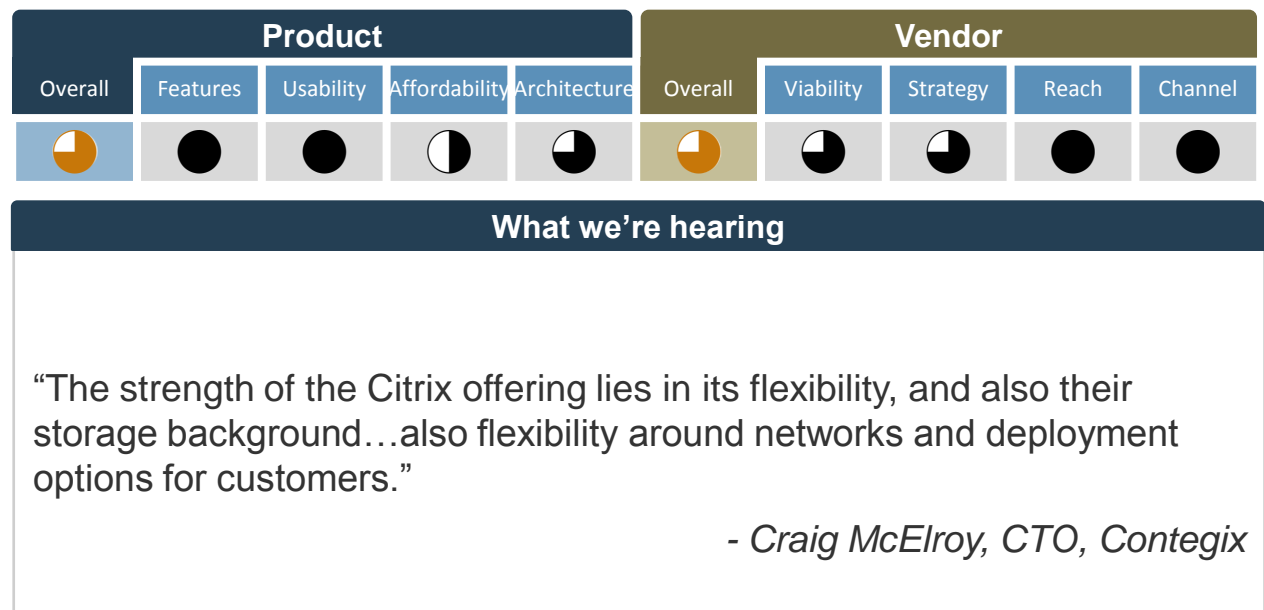 Product
Vendor
Overall Features Usability Affordability Architecture Overall Viability Strategy Reach Channel
What we’re hearing
“The strength of the Citrix offering lies in its flexibility, and also their
storage background…also flexibility around networks and deployment
options for customers.”
- Craig McElroy, CTO, Contegix